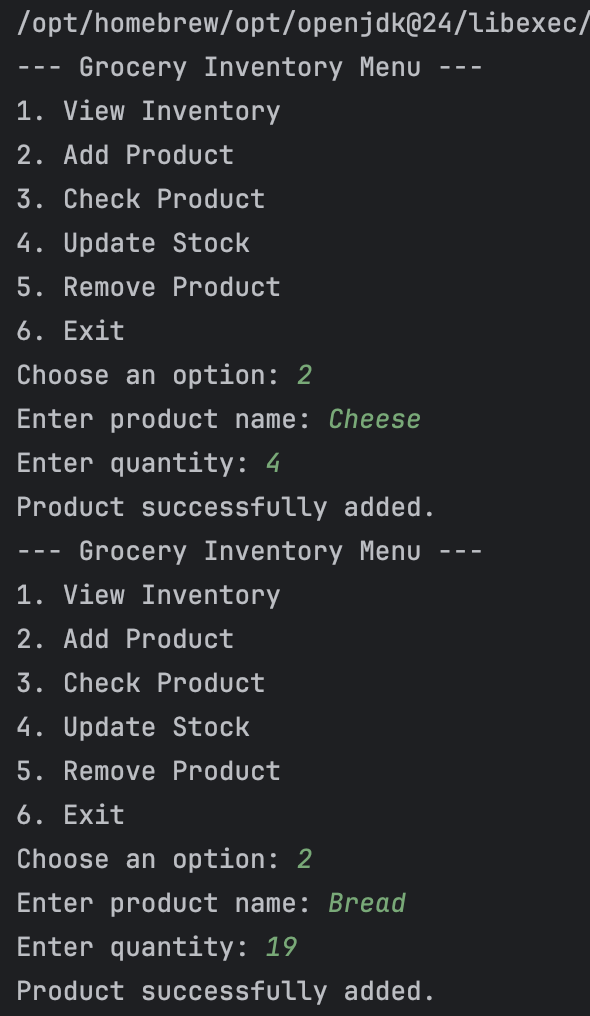 /opt/homebrew/opt/openjdk@24/libexec/
--- Grocery Inventory Menu ---
1. View Inventory
2. Add Product
3. Check Product
4. Update Stock
5. Remove Product
6. Exit
Choose an option: 2
Enter product name: Cheese
Enter quantity: 4
Product successfully added.
--- Grocery Inventory Menu ---
1. View Inventory
2. Add Product
3. Check Product
4. Update Stock
5. Remove Product
6. Exit
Choose an option: 2
Enter product name: Bread
Enter quantity: 19
Product successfully added.